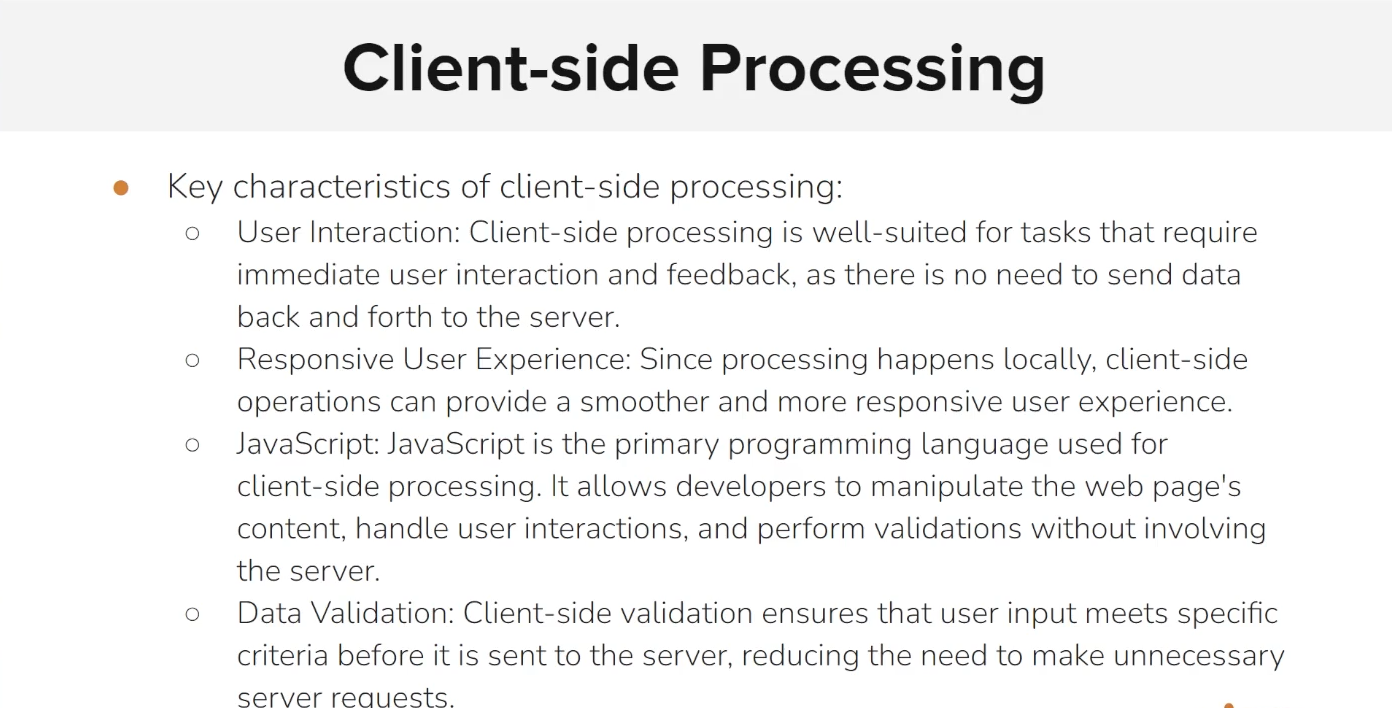 Client-side Processing
● Key characteristics of client-side processing:
○ User Interaction: Client-side processing is well-suited for tasks that require
immediate user interaction and feedback, as there is no need to send data
back and forth to the server.
○ Responsive User Experience: Since processing happens locally, client-side
operations can provide a smoother and more responsive user experience.
○ JavaScript: JavaScript is the primary programming language used for
client-side processing. It allows developers to manipulate the web page's
content, handle user interactions, and perform validations without involving
the server.
○ Data Validation: Client-side validation ensures that user input meets specific
criteria before it is sent to the server, reducing the need to make unnecessary
server requests.